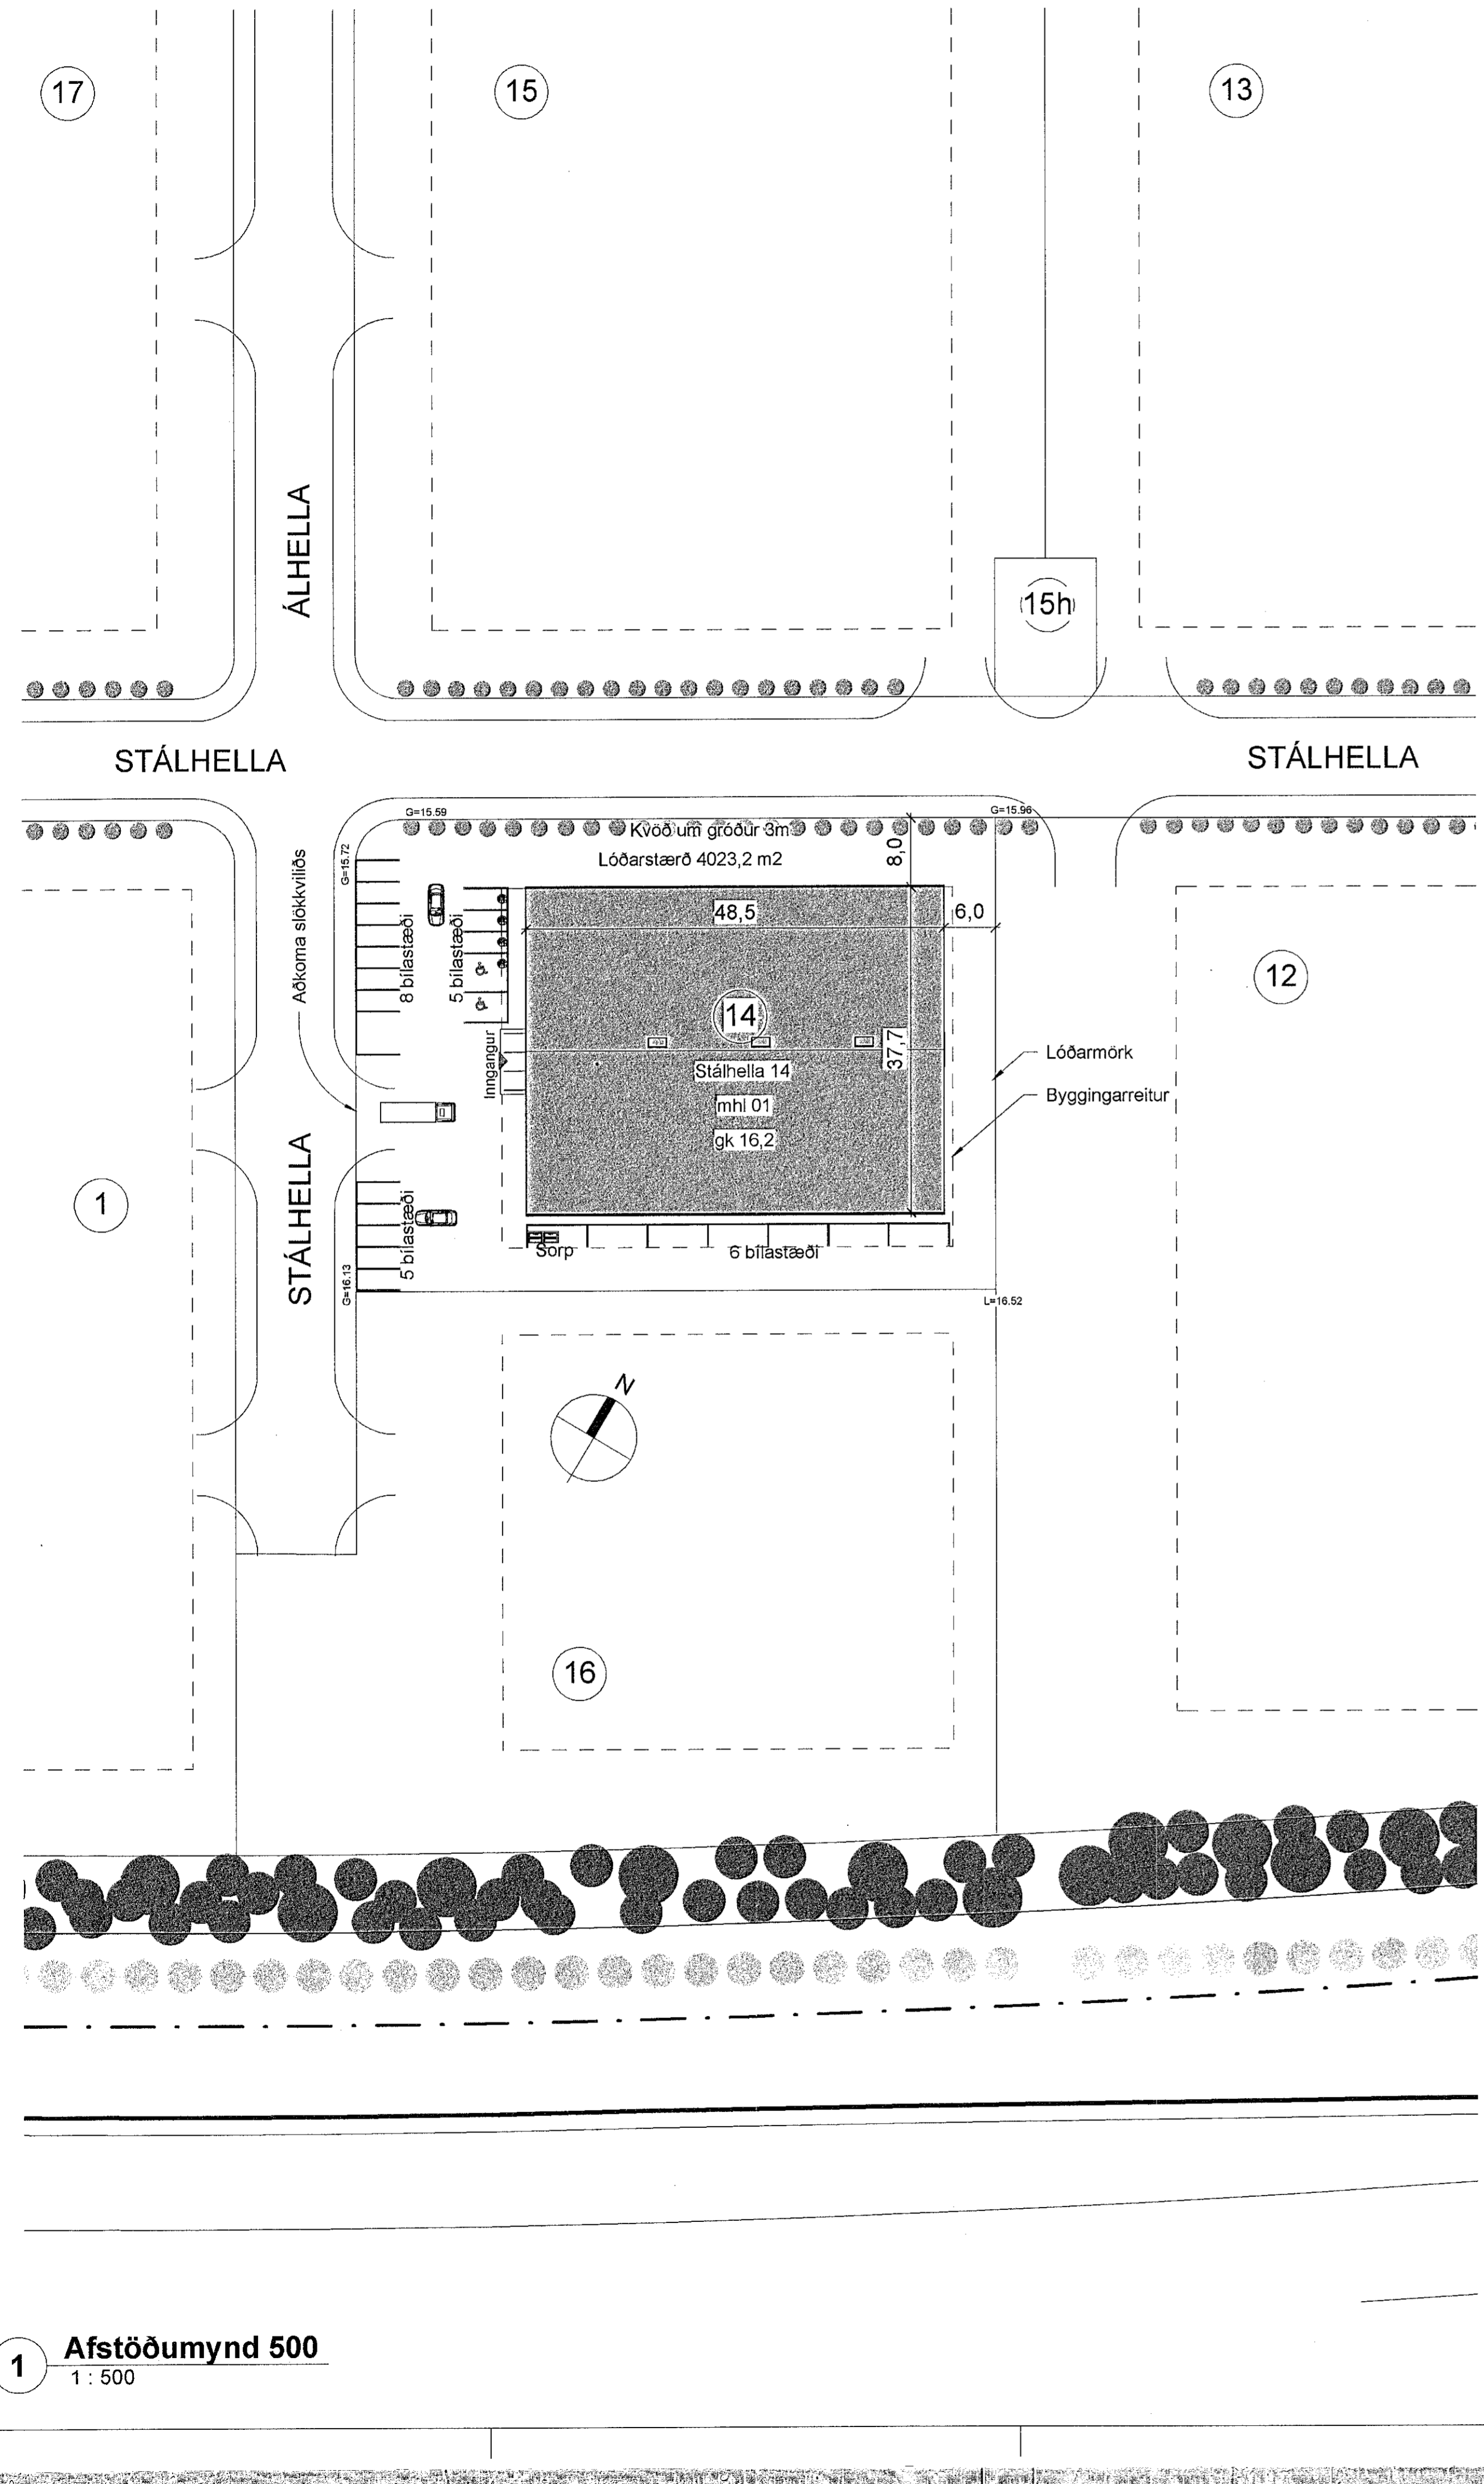 17
15
13
ÁLHELLA
15h
STÁLHELLA
STÁLHELLA
G=15.59
G=15.96
Kvöð um gróður 3m
Lóðarstærð 4023,2 m2
8,0
G=15.72
Aðkoma slökkviliðs
8 bílastæði
5 bílastæði
48,5
6,0
12
14
37,7
Inngangur
Stálhella 14
mhl 01
gk 16,2
Lóðarmörk
Byggingarreitur
1
STÁLHELLA
5 bílastæði
G=16.13
Sorp
6 bílastæði
L=16.52
N
16
1
Afstöðumynd 500
1 : 500